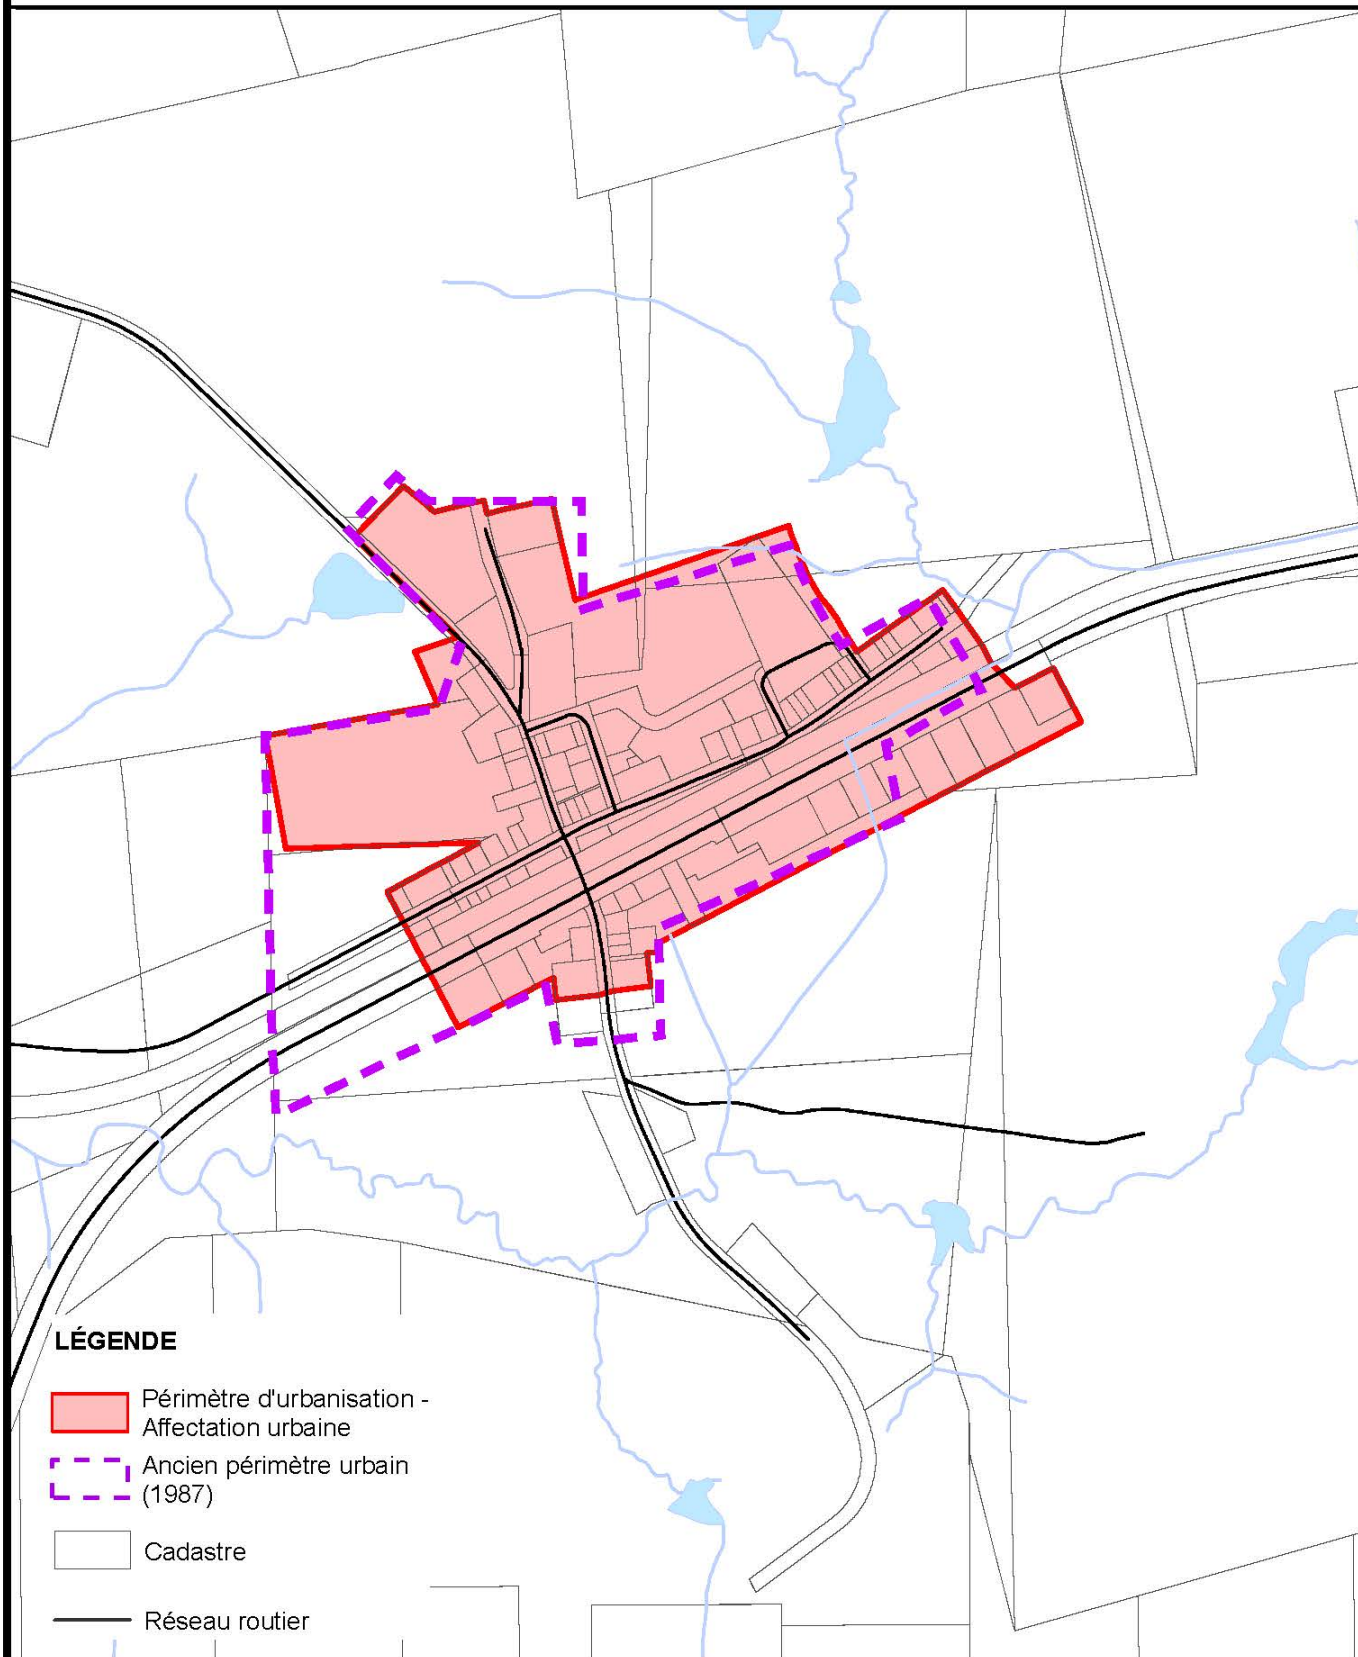 LÉGENDE
Périmètre d'urbanisation -
Affectation urbaine
Ancien périmètre urbain
(1987)
Cadastre
Réseau routier